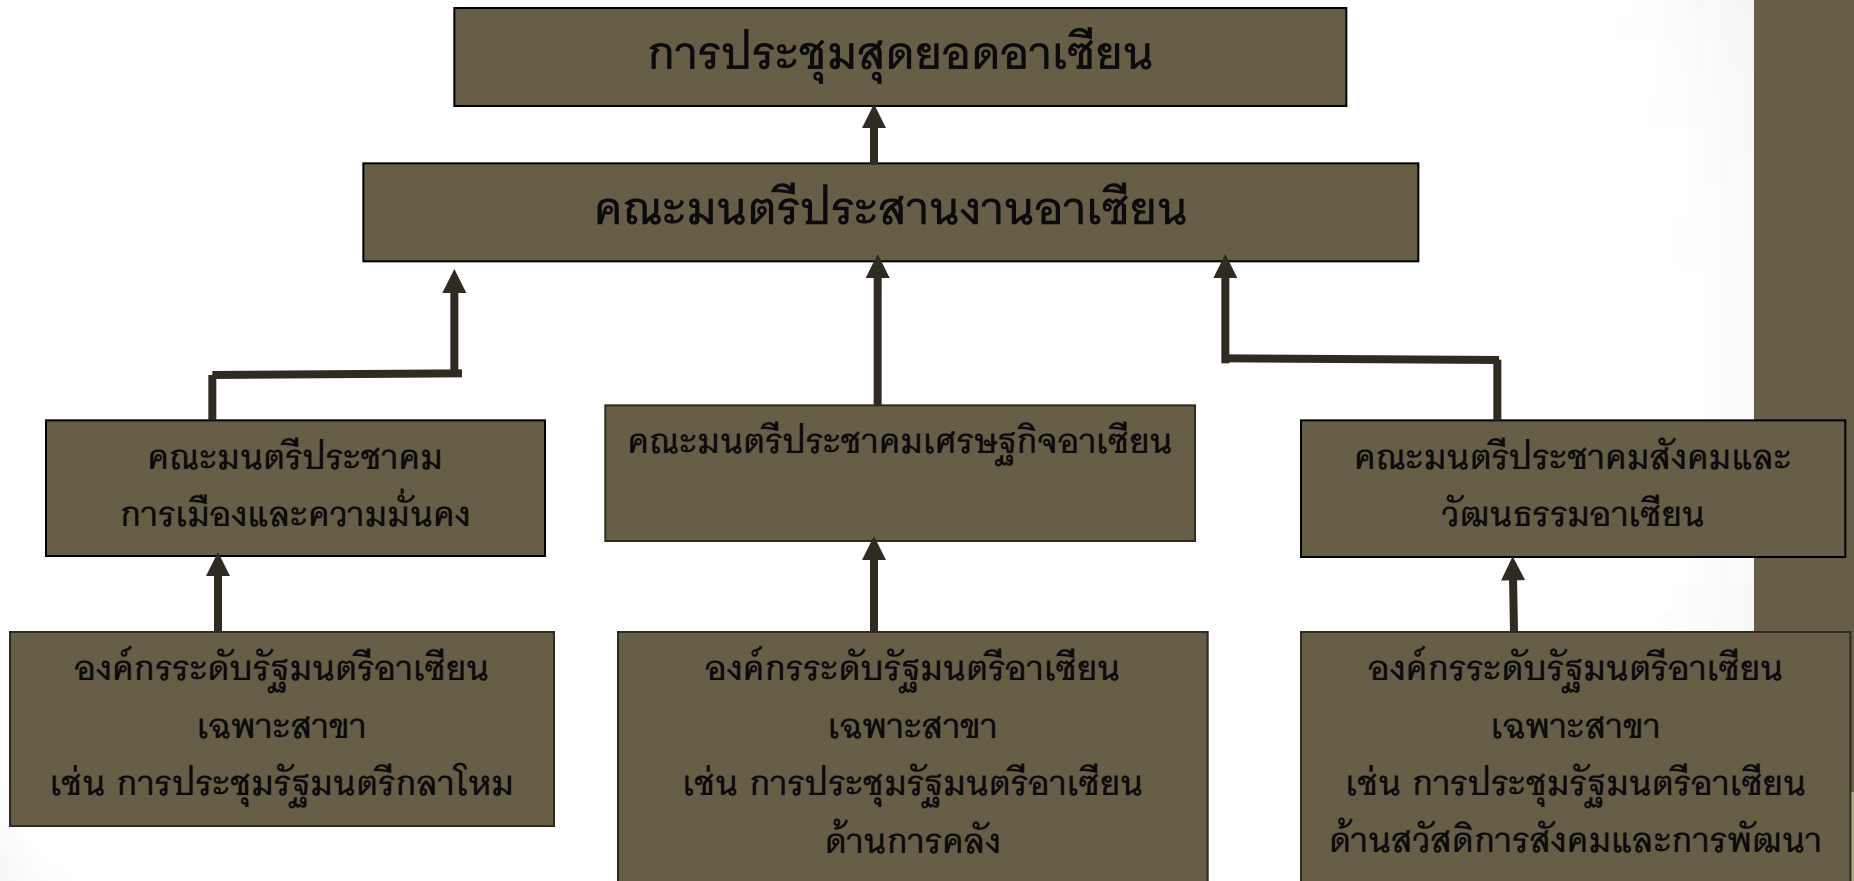 การประชุมสุดยอดอาเซียน
คณะมนตรีประสานงานอาเซียน
คณะมนตรีประชาคม
การเมืองและความมั่นคง
คณะมนตรีประชาคมเศรษฐกิจอาเซียน
คณะมนตรีประชาคมสังคมและ
วัฒนธรรมอาเซียน
องค์กรระดับรัฐมนตรีอาเซียน
เฉพาะสาขา
เช่น การประชุมรัฐมนตรีกลาโหม
องค์กรระดับรัฐมนตรีอาเซียน
เฉพาะสาขา
เช่น การประชุมรัฐมนตรีอาเซียน
ด้านการคลัง
องค์กรระดับรัฐมนตรีอาเซียน
เฉพาะสาขา
เช่น การประชุมรัฐมนตรีอาเซียน
ด้านสวัสดิการสังคมและการพัฒนา